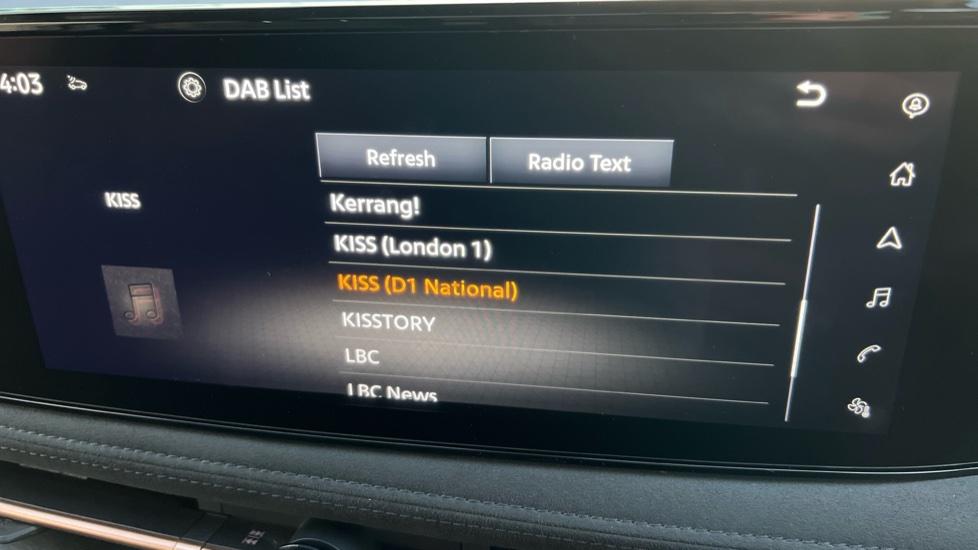 4:03
DAB List
Refresh
Radio Text
KISS
Kerrang!
KISS (London 1)
KISS (D1 National)
KISSTORY
LBC
LBC News